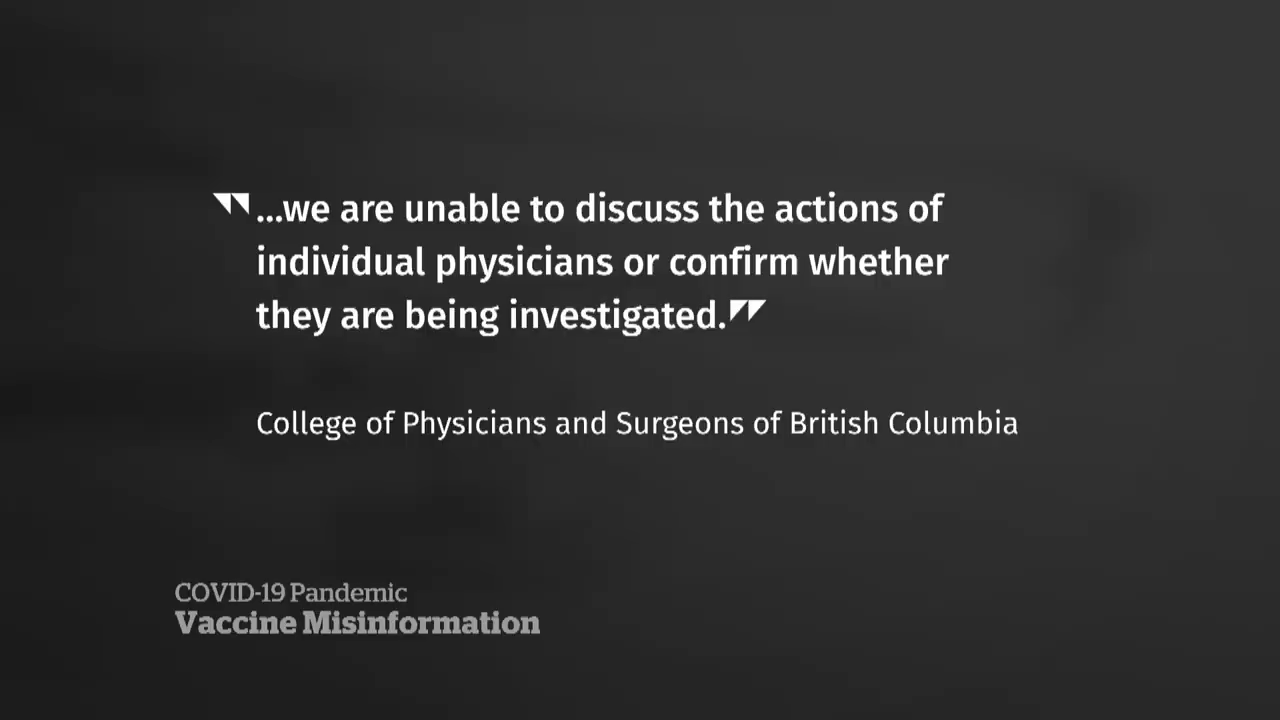 "...we are unable to discuss the actions of
individual physicians or confirm whether
they are being investigated."
College of Physicians and Surgeons of British Columbia
COVID-19 Pandemic
Vaccine Misinformation